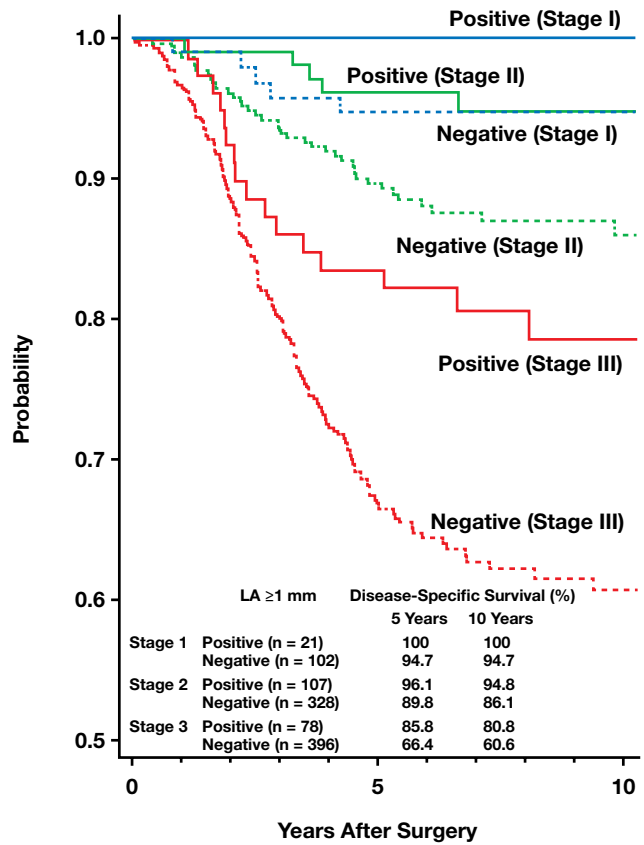 Positive (Stage I)
1.0
Positive (Stage II)
Negative (Stage I)
0.9
Negative (Stage II)
0.8
Positive (Stage III)
Probability
0.7
Negative (Stage III)
0.6
LA ≥1 mm Disease-Specific Survival (%)
5 Years 10 Years
Stage 1 Positive (n = 21) 100 100
Negative (n = 102) 94.7 94.7
Stage 2 Positive (n = 107) 96.1 94.8
Negative (n = 328) 89.8 86.1
Stage 3 Positive (n = 78) 85.8 80.8
Negative (n = 396) 66.4 60.6
0.5
0 5 10
Years After Surgery